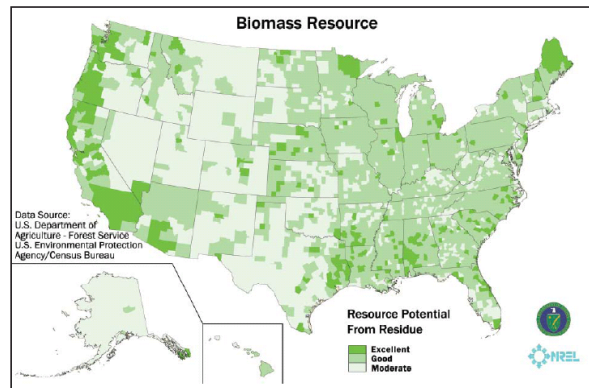 Biomass Resource
Data Source:
U.S. Department of
Agriculture - Forest Service
U.S. Environmental Protection
Agency/Census Bureau
Resource Potential
From Residue
Excellent
Good
Moderate
NREL